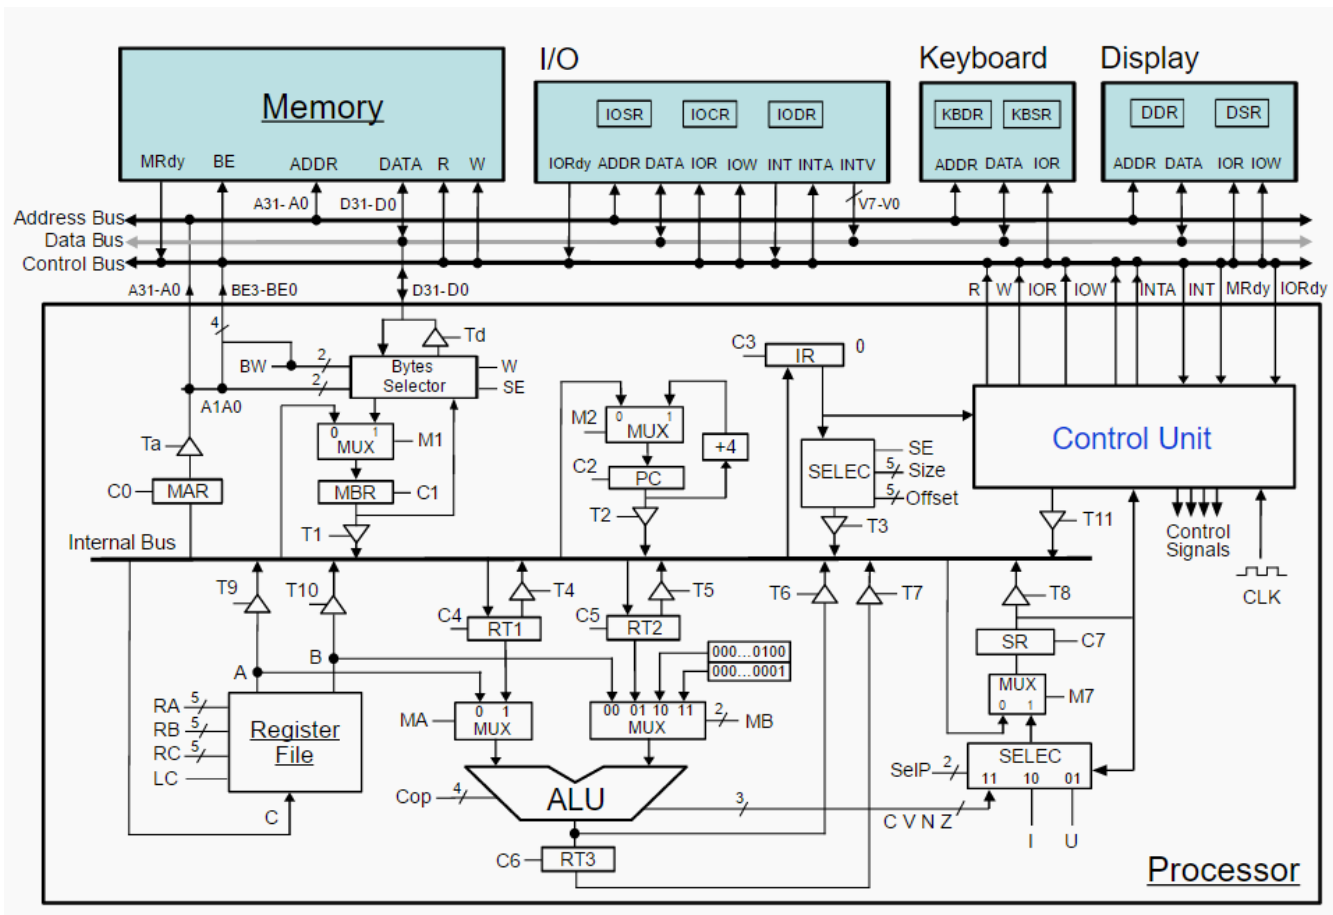 I/O
Keyboard
Display
Memory
IOSR
IOCR
IODR
KBDR
KBSR
DDR
DSR
MRdy
BE
ADDR
DATA
R
W
IORdy
ADDR
DATA
IOR
IOW
INT
INTA
INTV
ADDR
DATA
IOR
ADDR
DATA
IOR
IOW
A31-A0
D31-D0
V7-V0
Address Bus
Data Bus
Control Bus
A31-A0
BE3-BE0
D31-D0
R
W
IOR
IOW
INTA
INT
MRdy
IORdy
4
Td
C3
IR
0
BW
2
Bytes
Selector
W
SE
2
A1A0
M2
0
1
MUX
+4
Control Unit
0
1
MUX
M1
Ta
C2
PC
SELEC
SE
5
Size
5
Offset
C0
MAR
MBR
C1
T1
T2
T3
T11
Control
Signals
CLK
Internal Bus
T9
T10
T4
T5
T6
T7
T8
C4
RT1
C5
RT2
SR
C7
000...0100
000...0001
A
B
MUX
0
1
M7
RA
5
RB
5
RC
5
LC
Register
File
MA
0
1
MUX
00
01
10
11
MUX
2
MB
SelP
2
SELEC
11
10
01
Cop
4
ALU
3
C V N Z
I
U
C
C6
RT3
Processor